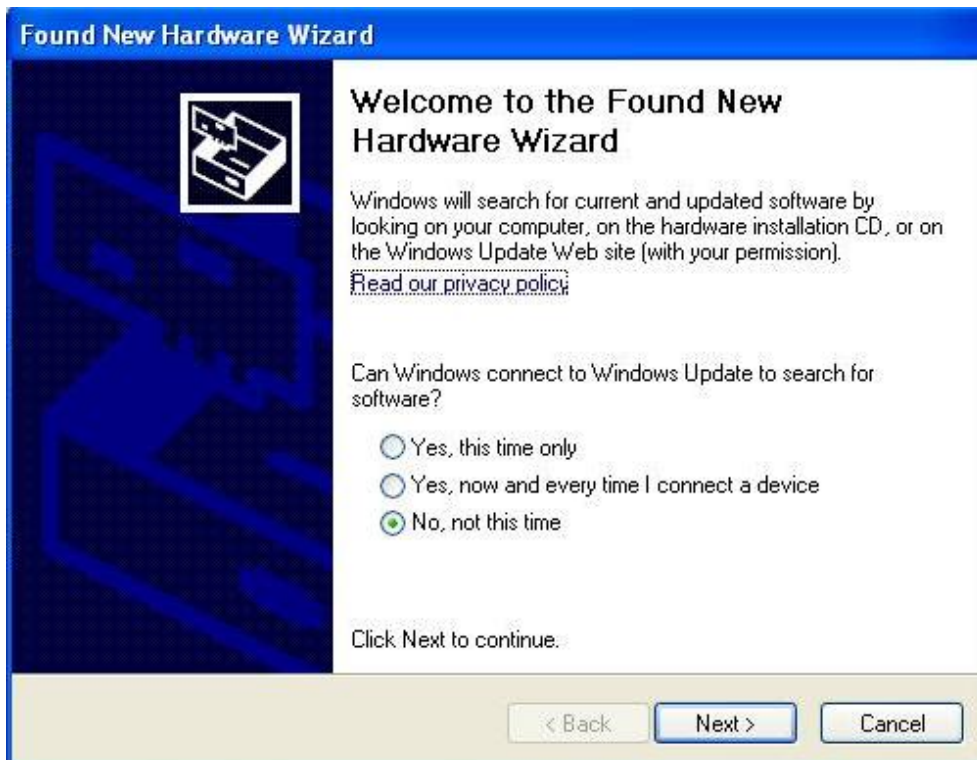 Found New Hardware Wizard
Welcome to the Found New
Hardware Wizard
Windows will search for current and updated software by
looking on your computer, on the hardware installation CD, or on
the Windows Update Web site (with your permission).
Read our privacy policy
Can Windows connect to Windows Update to search for
software?
Yes, this time only
Yes, now and every time I connect a device
No, not this time
Click Next to continue.
< Back Next > Cancel